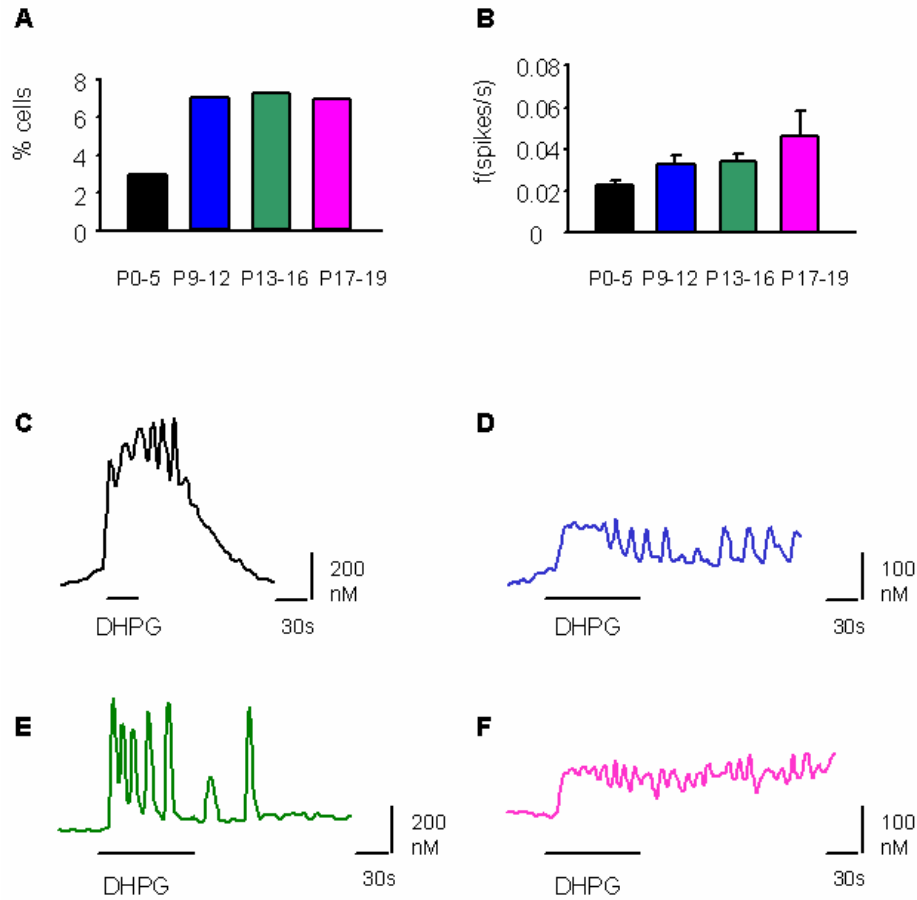 A
% cells
8
6
4
2
0
P0-5 P9-12 P13-16 P17-19
B
f(spikes/s)
0.08
0.06
0.04
0.02
0
P0-5 P9-12 P13-16 P17-19
C
200
nM
DHPG
30s
D
100
nM
DHPG
30s
E
200
nM
DHPG
30s
F
100
nM
DHPG
30s